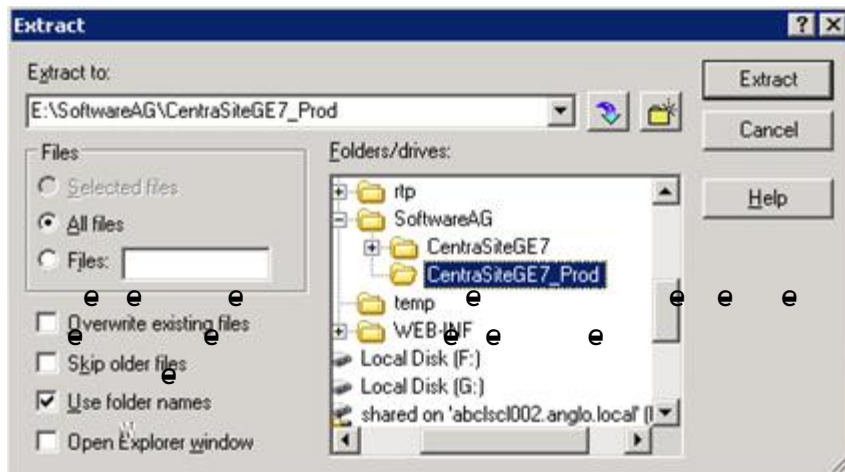 Extract
Extract to:
Extract
E:\SoftwareAG\CentraSiteGE7_Prod
Cancel
Files
Folders/drives:
Selected files
rtp
Help
All files
SoftwareAG
Files:
CentraSiteGE7
CentraSiteGE7_Prod
e e e e e e e
temp
Overwrite existing files
WEB-INF
e e e e e
Skip older files
Local Disk (F:)
e
Local Disk (G:)
Use folder names
shared on 'abclscl002.anglo.local' (
Open Explorer window